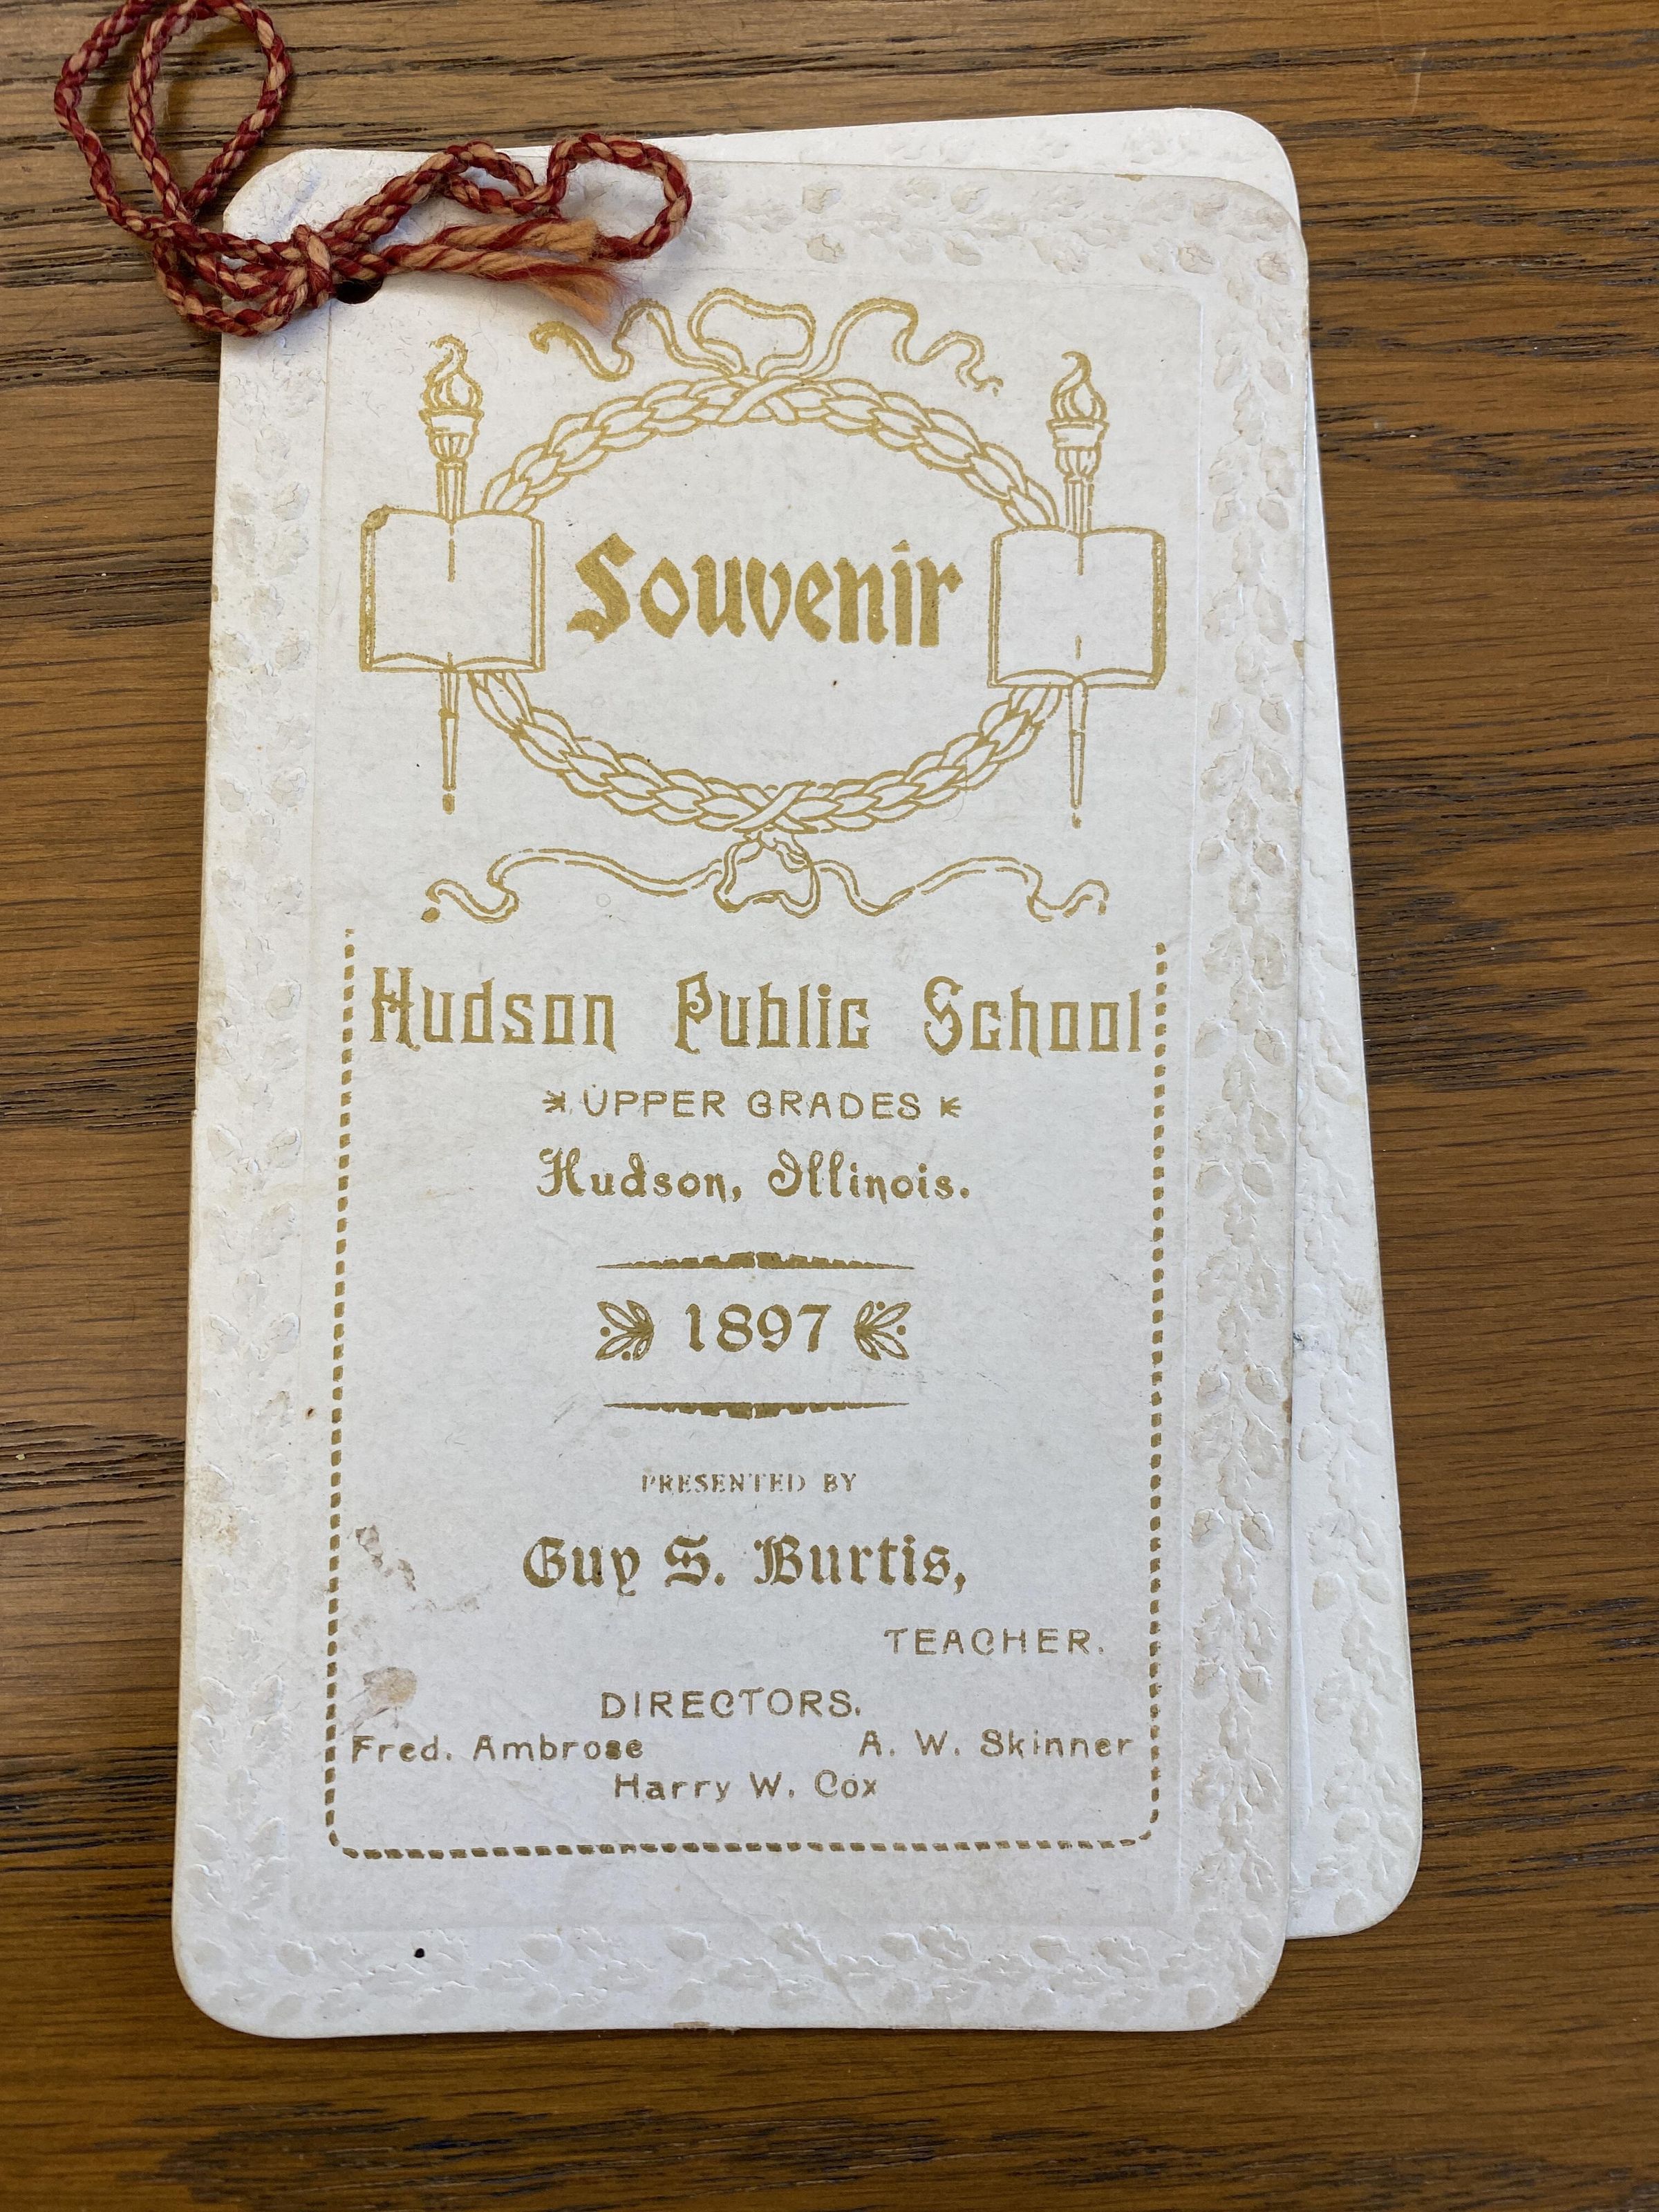 Souvenir
Hudson Public School
UPPER GRADES
Hudson, Illinois.
1897
PRESENTED BY
Guy S. Burtis,
TEACHER.
DIRECTORS.
Fred. Ambrose A. W. Skinner
Harry W. Cox